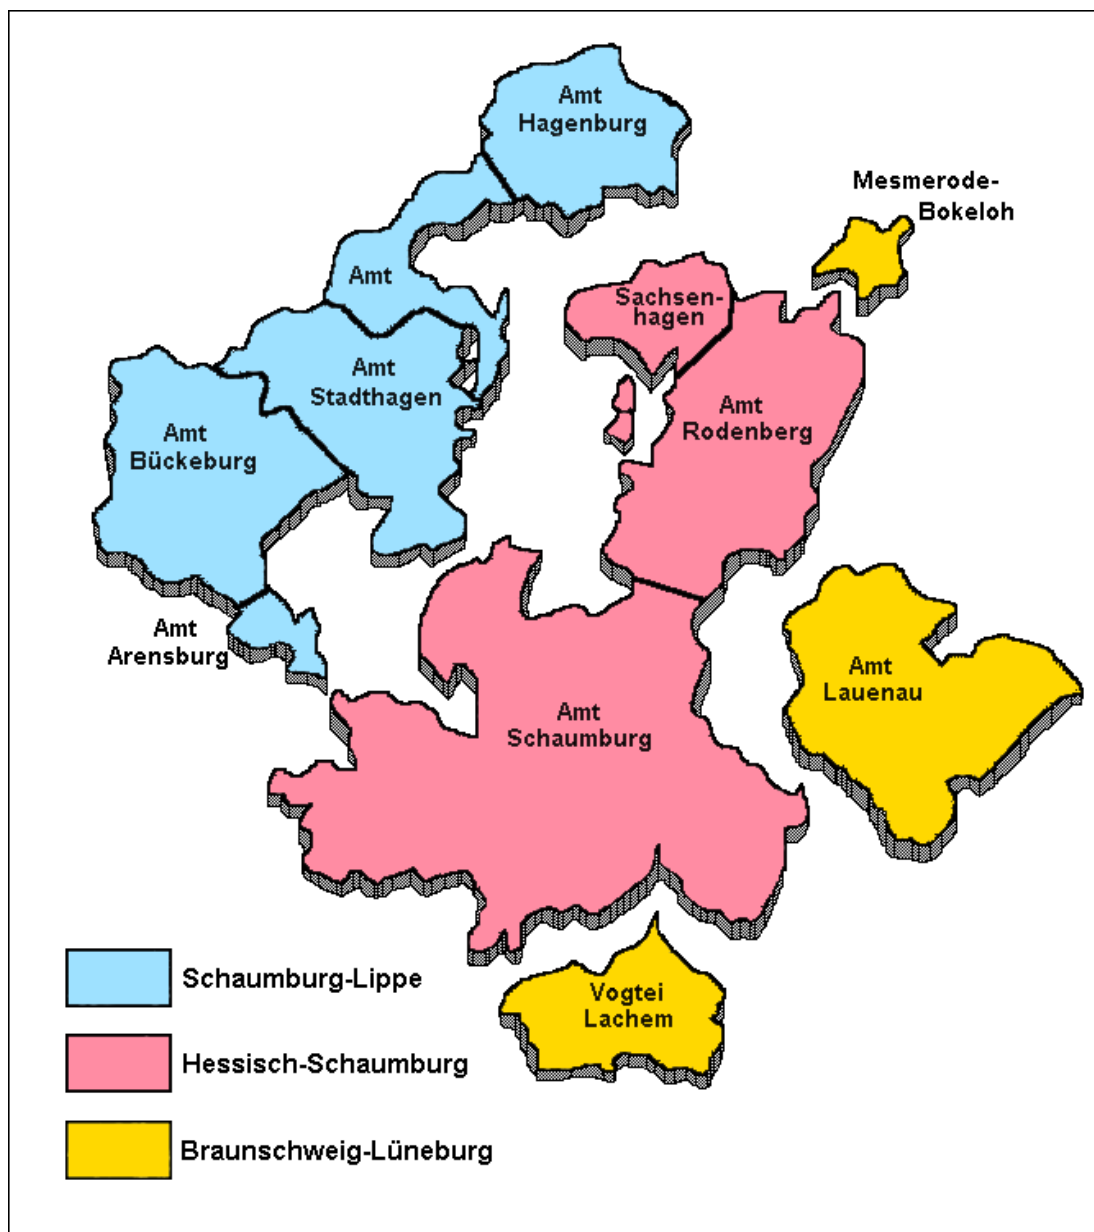 Amt
Hagenburg
Mesmerode-
Bokeloh
Amt
Sachsen-
hagen
Amt
Stadthagen
Amt
Rodenberg
Amt
Bückeburg
Amt
Arensburg
Amt
Lauenau
Amt
Schaumburg
Vogtei
Lachem
Schaumburg-Lippe
Hessisch-Schaumburg
Braunschweig-Lüneburg